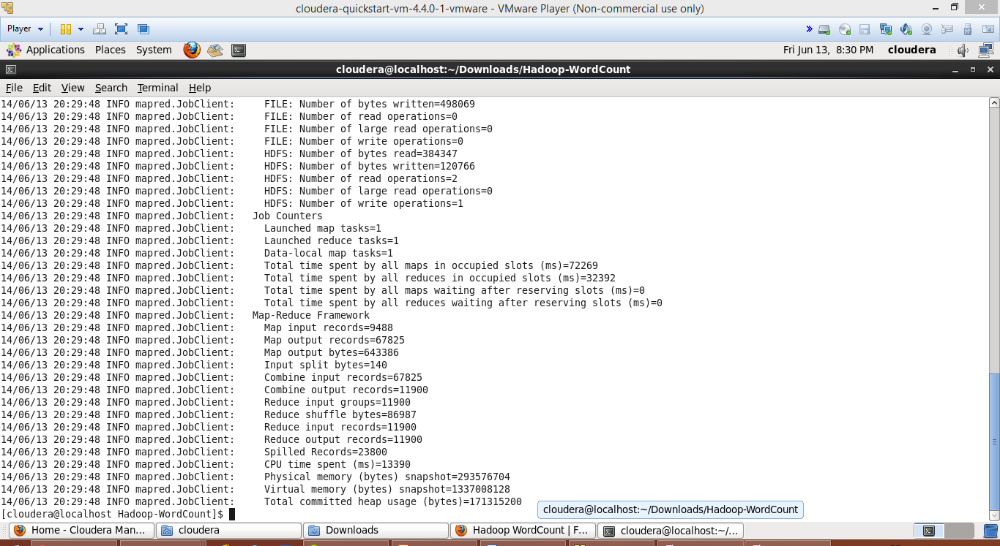 cloudera-quickstart-vm-4.4.0-1-vmware - VMware Player (Non-commercial use only)
Player
Applications Places System Fri Jun 13, 8:30 PM cloudera
cloudera@localhost:~/Downloads/Hadoop-WordCount
File Edit View Search Terminal Help
14/06/13 20:29:48 INFO mapred.JobClient:     FILE: Number of bytes written=498069
14/06/13 20:29:48 INFO mapred.JobClient:     FILE: Number of read operations=0
14/06/13 20:29:48 INFO mapred.JobClient:     FILE: Number of large read operations=0
14/06/13 20:29:48 INFO mapred.JobClient:     FILE: Number of write operations=0
14/06/13 20:29:48 INFO mapred.JobClient:     HDFS: Number of bytes read=384347
14/06/13 20:29:48 INFO mapred.JobClient:     HDFS: Number of bytes written=120766
14/06/13 20:29:48 INFO mapred.JobClient:     HDFS: Number of read operations=2
14/06/13 20:29:48 INFO mapred.JobClient:     HDFS: Number of large read operations=0
14/06/13 20:29:48 INFO mapred.JobClient:     HDFS: Number of write operations=1
14/06/13 20:29:48 INFO mapred.JobClient:   Job Counters
14/06/13 20:29:48 INFO mapred.JobClient:     Launched map tasks=1
14/06/13 20:29:48 INFO mapred.JobClient:     Launched reduce tasks=1
14/06/13 20:29:48 INFO mapred.JobClient:     Data-local map tasks=1
14/06/13 20:29:48 INFO mapred.JobClient:     Total time spent by all maps in occupied slots (ms)=72269
14/06/13 20:29:48 INFO mapred.JobClient:     Total time spent by all reduces in occupied slots (ms)=32392
14/06/13 20:29:48 INFO mapred.JobClient:     Total time spent by all maps waiting after reserving slots (ms)=0
14/06/13 20:29:48 INFO mapred.JobClient:     Total time spent by all reduces waiting after reserving slots (ms)=0
14/06/13 20:29:48 INFO mapred.JobClient:   Map-Reduce Framework
14/06/13 20:29:48 INFO mapred.JobClient:     Map input records=9488
14/06/13 20:29:48 INFO mapred.JobClient:     Map output records=67825
14/06/13 20:29:48 INFO mapred.JobClient:     Map output bytes=643386
14/06/13 20:29:48 INFO mapred.JobClient:     Input split bytes=140
14/06/13 20:29:48 INFO mapred.JobClient:     Combine input records=67825
14/06/13 20:29:48 INFO mapred.JobClient:     Combine output records=11900
14/06/13 20:29:48 INFO mapred.JobClient:     Reduce input groups=11900
14/06/13 20:29:48 INFO mapred.JobClient:     Reduce shuffle bytes=86987
14/06/13 20:29:48 INFO mapred.JobClient:     Reduce input records=11900
14/06/13 20:29:48 INFO mapred.JobClient:     Reduce output records=11900
14/06/13 20:29:48 INFO mapred.JobClient:     Spilled Records=23800
14/06/13 20:29:48 INFO mapred.JobClient:     CPU time spent (ms)=13390
14/06/13 20:29:48 INFO mapred.JobClient:     Physical memory (bytes) snapshot=293576704
14/06/13 20:29:48 INFO mapred.JobClient:     Virtual memory (bytes) snapshot=1337008128
14/06/13 20:29:48 INFO mapred.JobClient:     Total committed heap usage (bytes)=171315200
[cloudera@localhost Hadoop-WordCount]$
cloudera@localhost:~/Downloads/Hadoop-WordCount
Home - Cloudera Man... cloudera Downloads Hadoop WordCount | F... cloudera@localhost:~/...